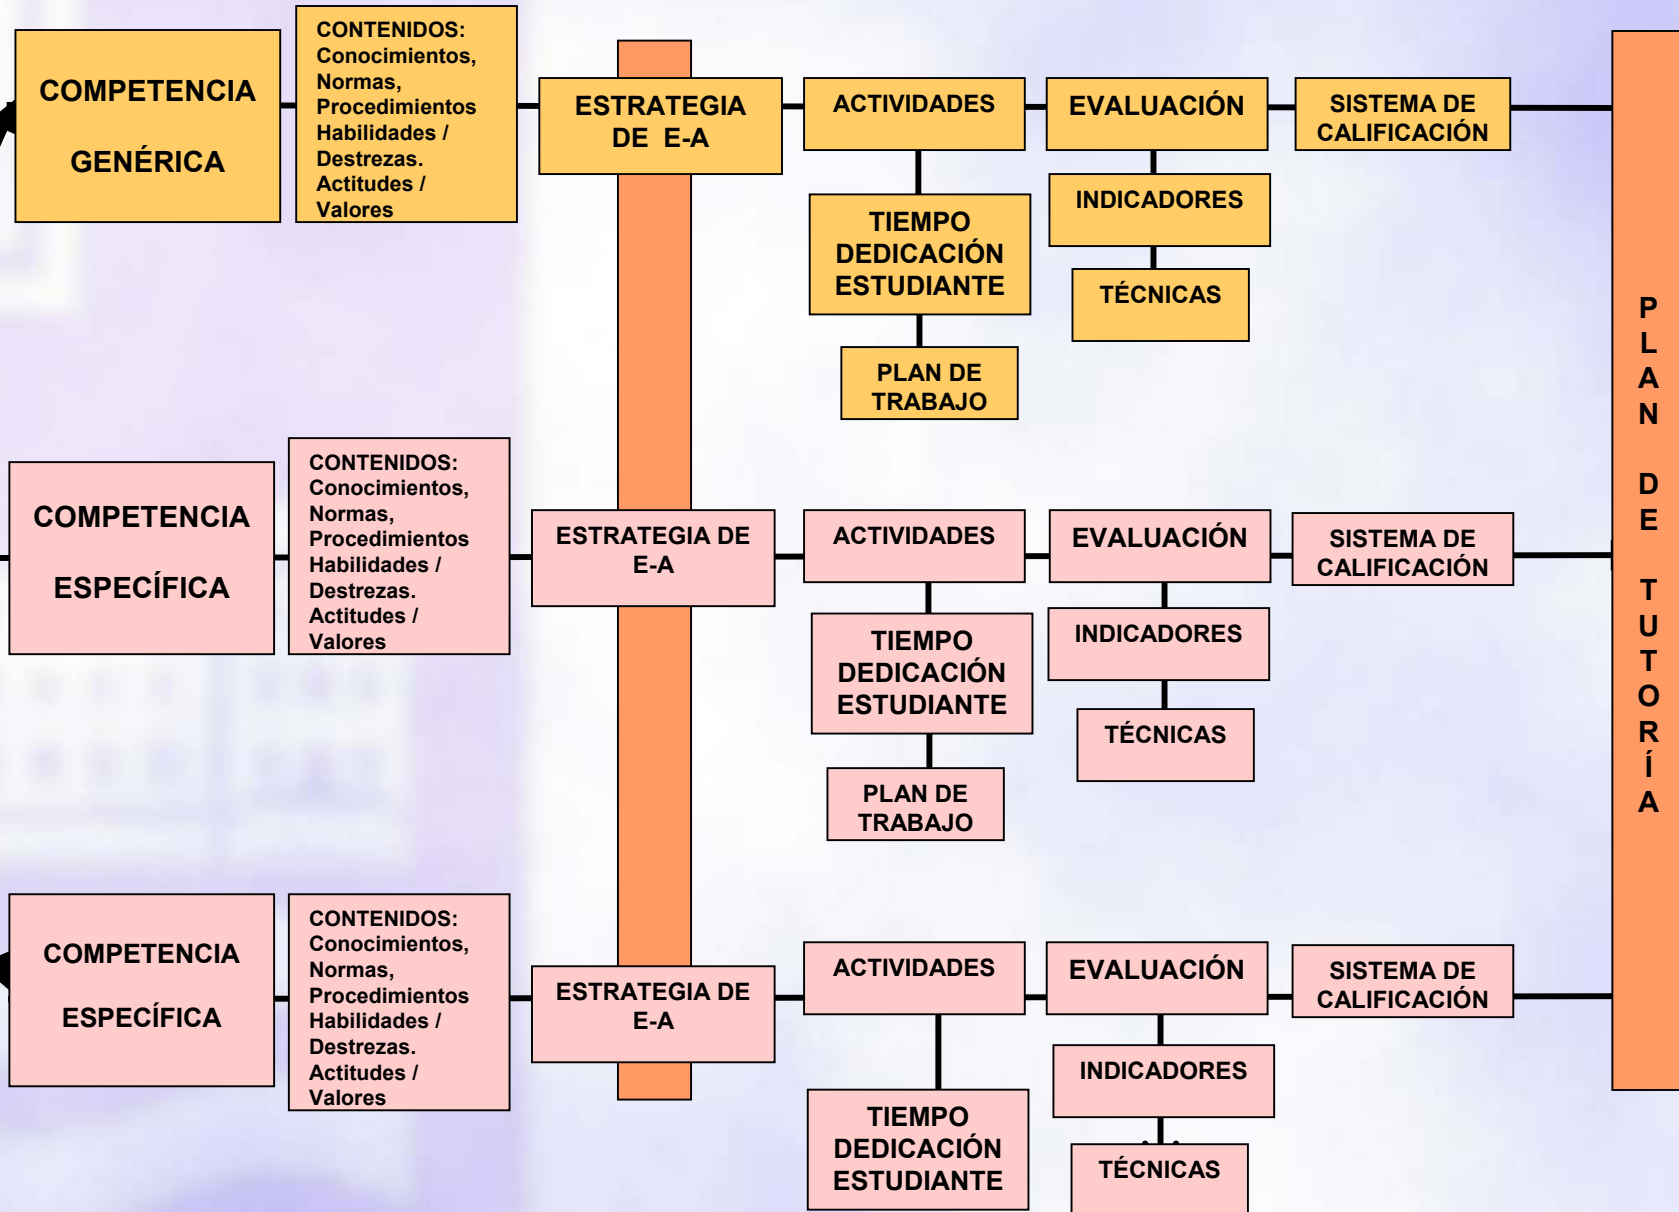 COMPETENCIA
GENÉRICA
CONTENIDOS:
Conocimientos,
Normas,
Procedimientos
Habilidades /
Destrezas.
Actitudes /
Valores
ESTRATEGIA
DE E-A
ACTIVIDADES
TIEMPO
DEDICACIÓN
ESTUDIANTE
PLAN DE
TRABAJO
EVALUACIÓN
INDICADORES
TÉCNICAS
SISTEMA DE
CALIFICACIÓN
COMPETENCIA
ESPECÍFICA
CONTENIDOS:
Conocimientos,
Normas,
Procedimientos
Habilidades /
Destrezas.
Actitudes /
Valores
ESTRATEGIA DE
E-A
ACTIVIDADES
TIEMPO
DEDICACIÓN
ESTUDIANTE
PLAN DE
TRABAJO
EVALUACIÓN
INDICADORES
TÉCNICAS
SISTEMA DE
CALIFICACIÓN
COMPETENCIA
ESPECÍFICA
CONTENIDOS:
Conocimientos,
Normas,
Procedimientos
Habilidades /
Destrezas.
Actitudes /
Valores
ESTRATEGIA DE
E-A
ACTIVIDADES
TIEMPO
DEDICACIÓN
ESTUDIANTE
EVALUACIÓN
INDICADORES
TÉCNICAS
SISTEMA DE
CALIFICACIÓN
PLAN DE TUTORÍA